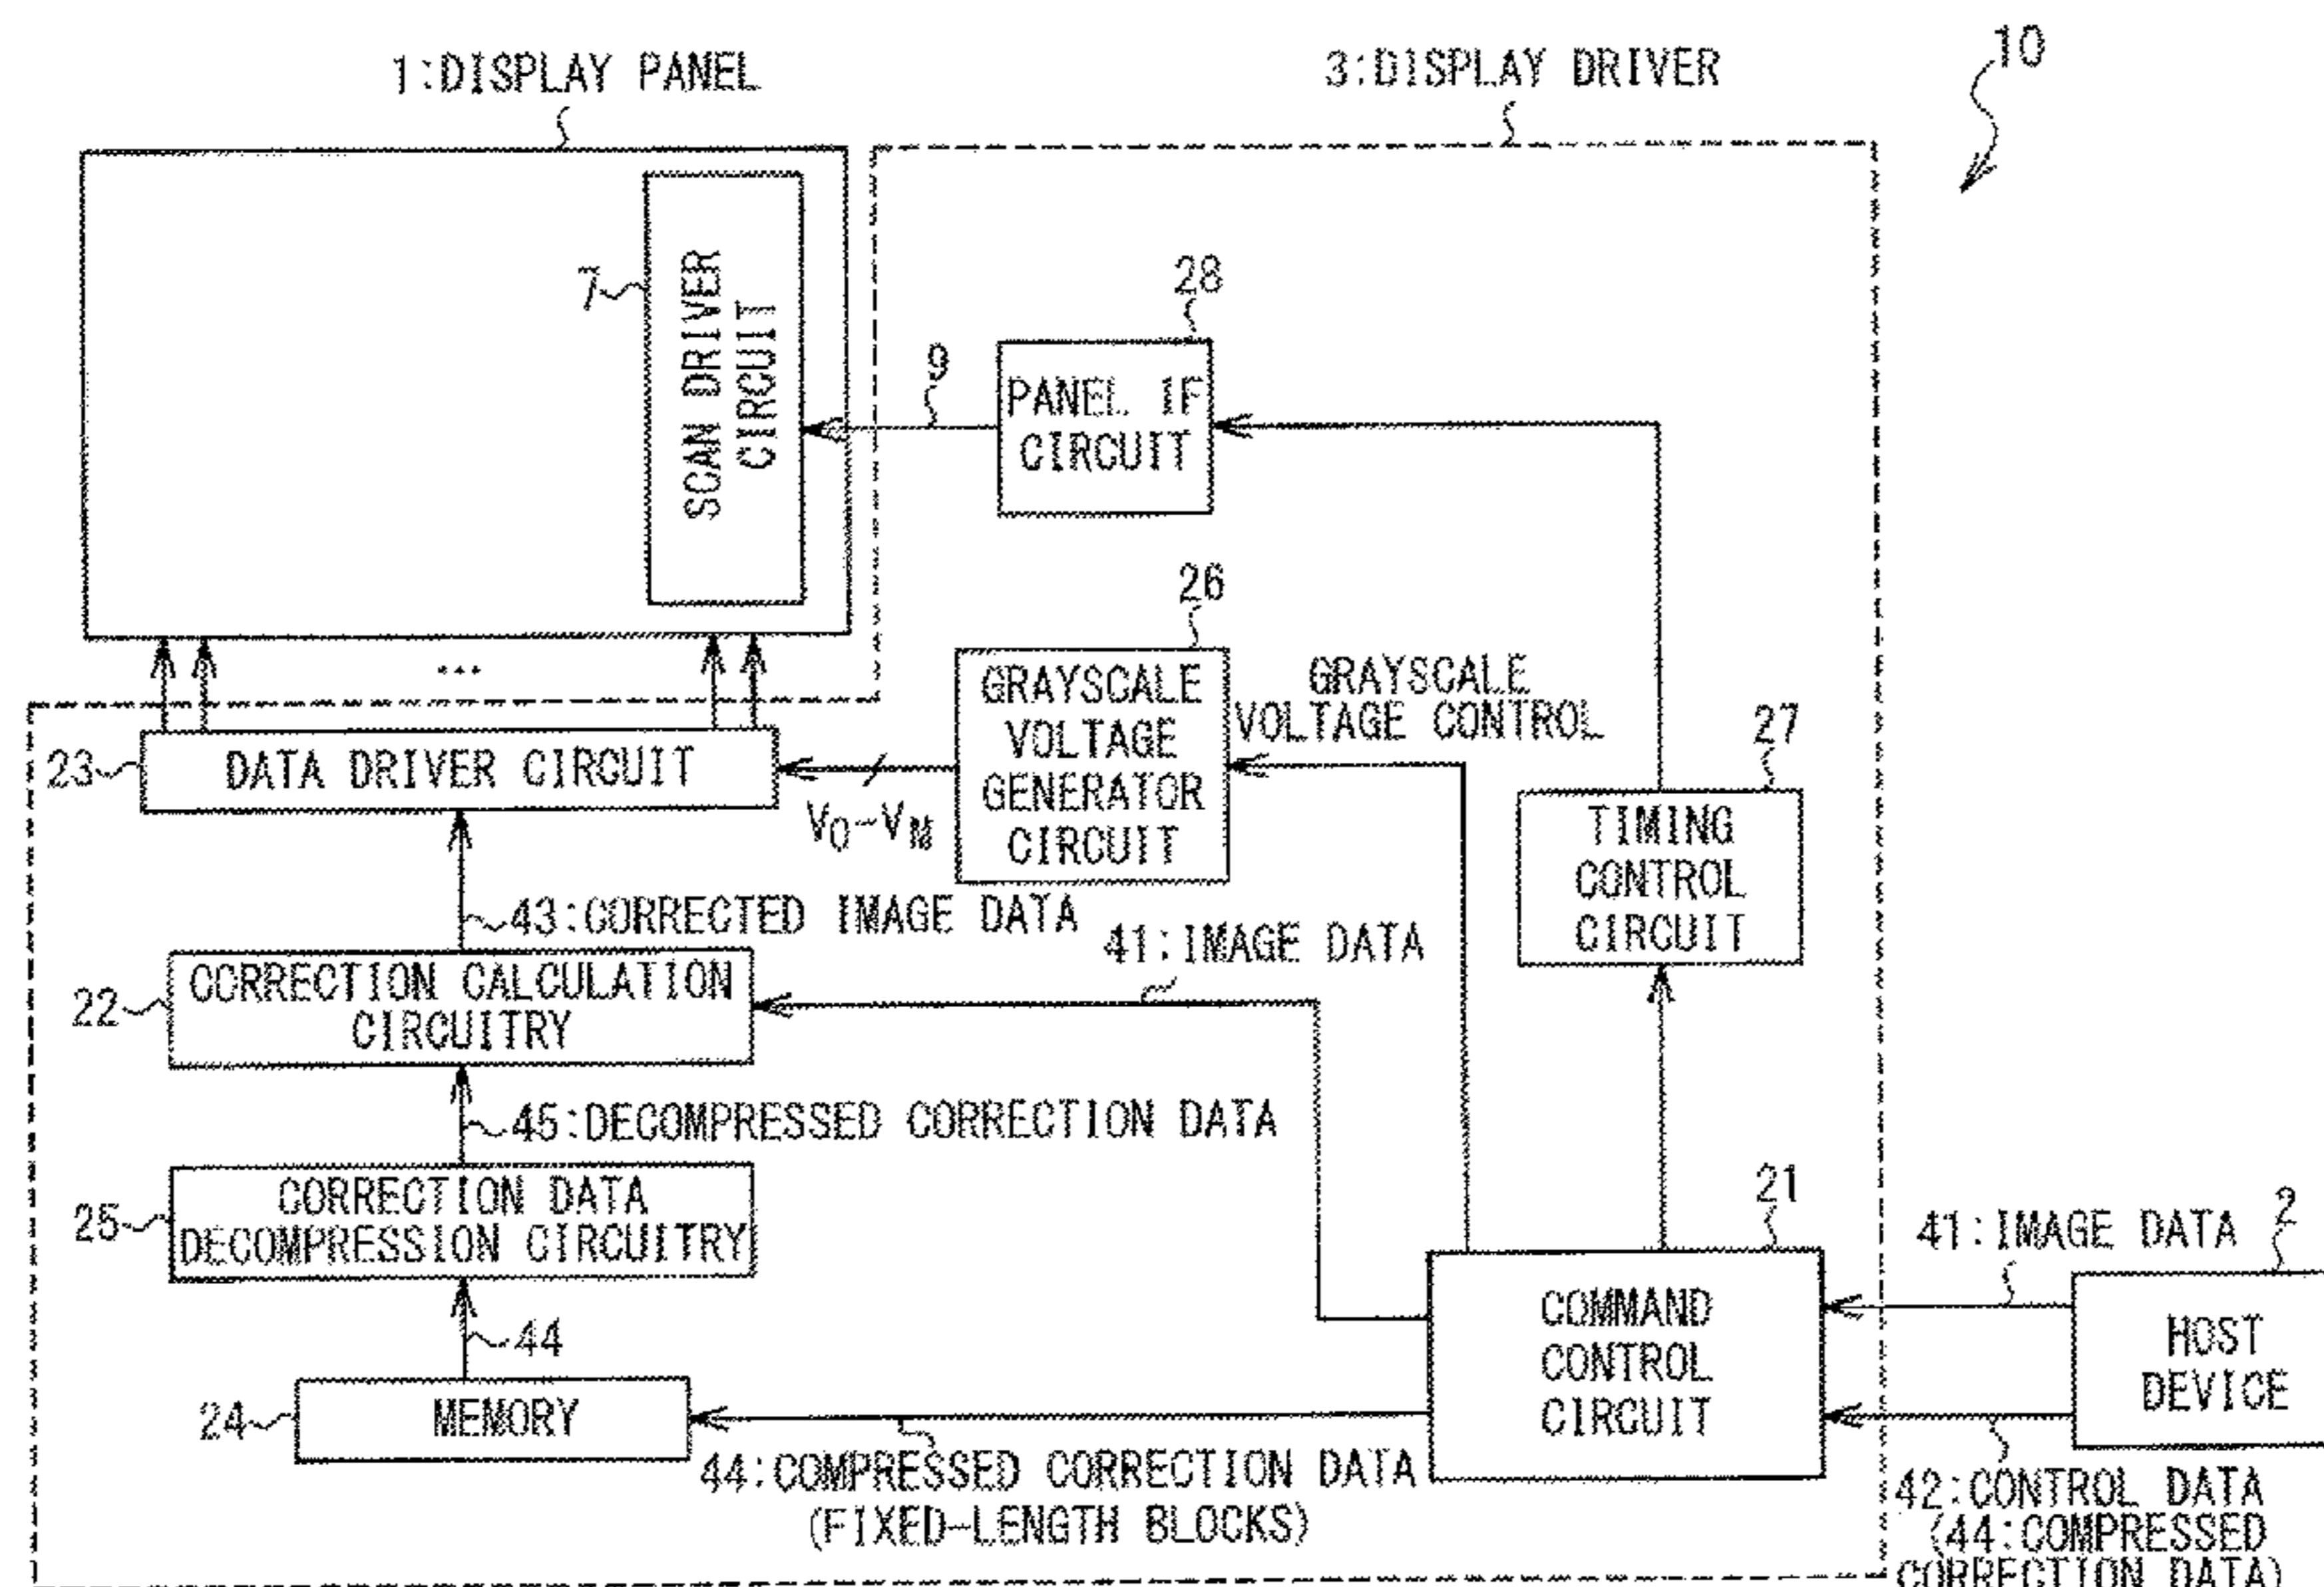 10
1:DISPLAY PANEL
3:DISPLAY DRIVER
7
SCAN DRIVER
CIRCUIT
28
9
PANEL IF
CIRCUIT
26
GRAYSCALE
VOLTAGE
GENERATOR
CIRCUIT
GRAYSCALE
VOLTAGE CONTROL
27
TIMING
CONTROL
CIRCUIT
...
23
DATA DRIVER CIRCUIT
V0-VM
43:CORRECTED IMAGE DATA
41:IMAGE DATA
22
CORRECTION CALCULATION
CIRCUITRY
45:DECOMPRESSED CORRECTION DATA
25
CORRECTION DATA
DECOMPRESSION CIRCUITRY
21
COMMAND
CONTROL
CIRCUIT
41:IMAGE DATA
2
HOST
DEVICE
44
24
MEMORY
44:COMPRESSED CORRECTION DATA
(FIXED-LENGTH BLOCKS)
42:CONTROL DATA
(44:COMPRESSED
CORRECTION DATA)